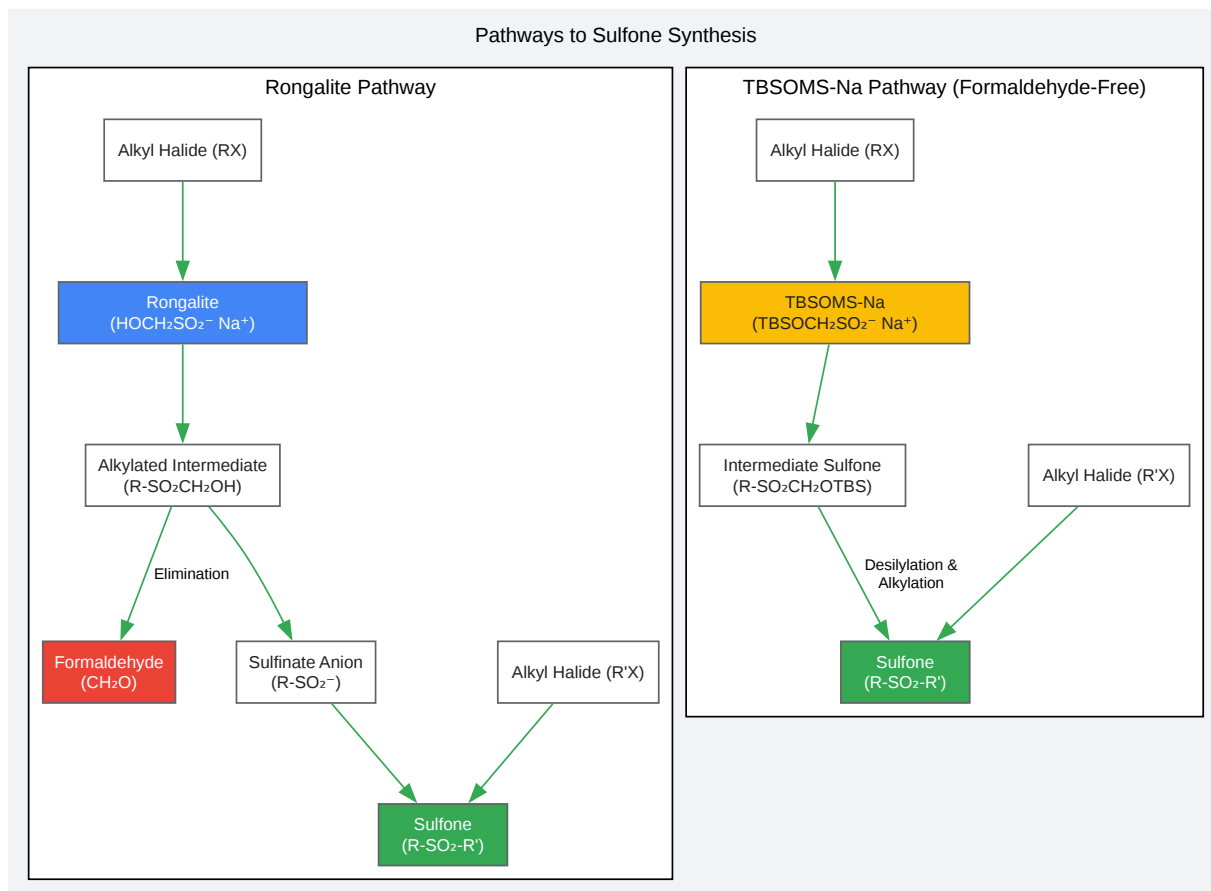 Pathways to Sulfone Synthesis
Rongalite Pathway
Alkyl Halide (RX)
Rongalite
(HOCH₂SO₂⁻ Na⁺)
Alkylated Intermediate
(R-SO₂CH₂OH)
Elimination
Formaldehyde
(CH₂O)
Sulfinate Anion
(R-SO₂⁻)
Alkyl Halide (R'X)
Sulfone
(R-SO₂-R')
TBSOMS-Na Pathway (Formaldehyde-Free)
Alkyl Halide (RX)
TBSOMS-Na
(TBSOCH₂SO₂⁻ Na⁺)
Intermediate Sulfone
(R-SO₂CH₂OTBS)
Alkyl Halide (R'X)
Desilylation &
Alkylation
Sulfone
(R-SO₂-R')